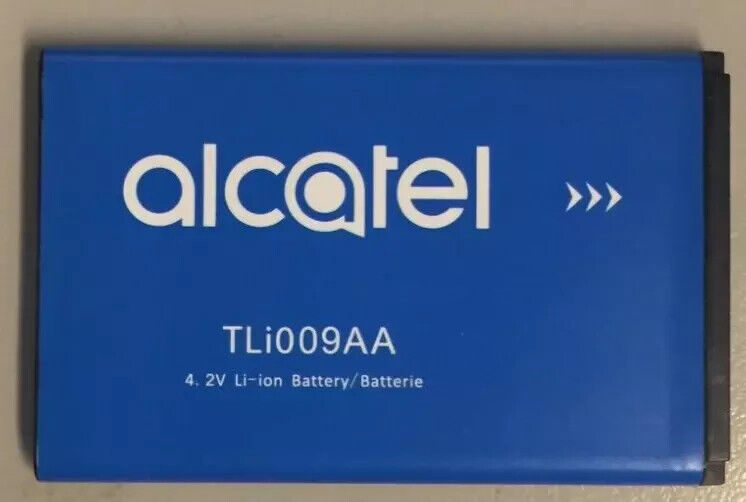 alcatel >>>
TLi009AA
4. 2V Li-ion Battery/Batterie